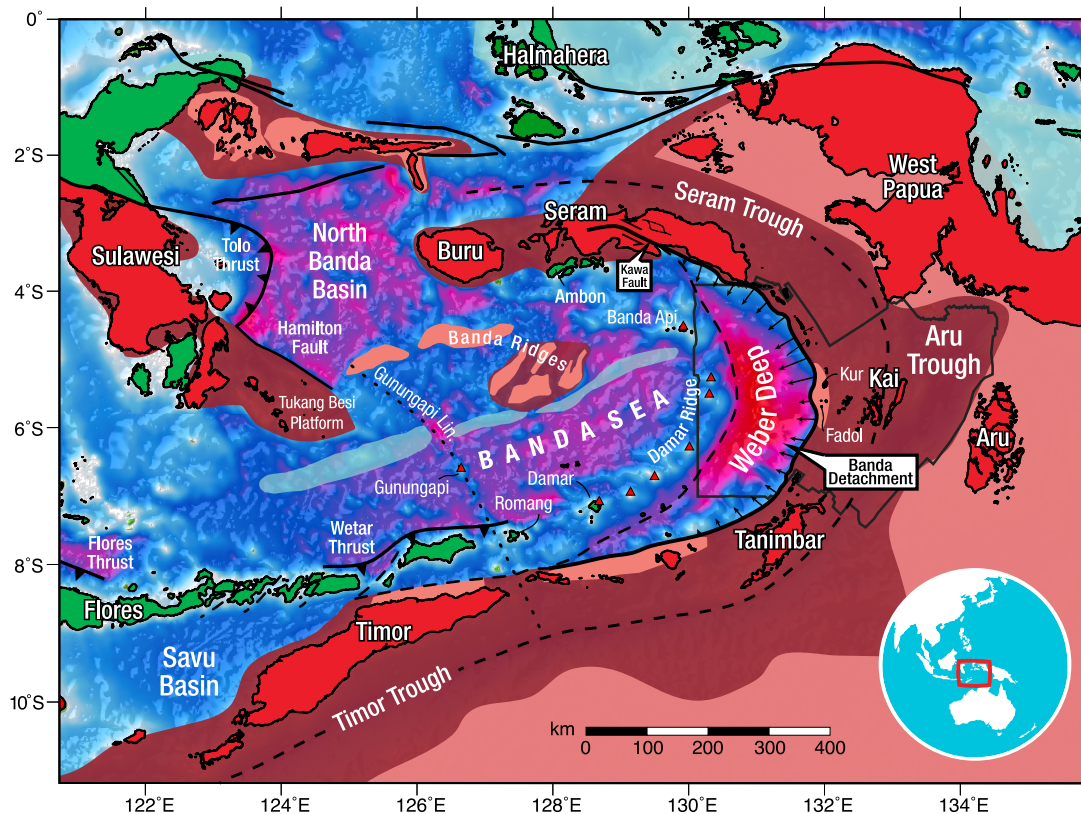 0°
2°S
4°S
6°S
8°S
10°S
122°E
124°E
126°E
128°E
130°E
132°E
134°E
Halmahera
West
Papua
Seram Trough
Seram
Sulawesi
Tolo
Thrust
North
Banda
Basin
Buru
Kawa
Fault
Ambon
Banda Api
Hamilton
Fault
Banda Ridges
Aru
Trough
Kur
Kai
Weber Deep
Gunungapi Lin.
Tukang Besi
Platform
BANDA SEA
Damar Ridge
Fadol
Aru
Banda
Detachment
Gunungapi
Damar
Romang
Wetar
Thrust
Tanimbar
Flores
Thrust
Flores
Timor
Savu
Basin
Timor Trough
km
0
100
200
300
400